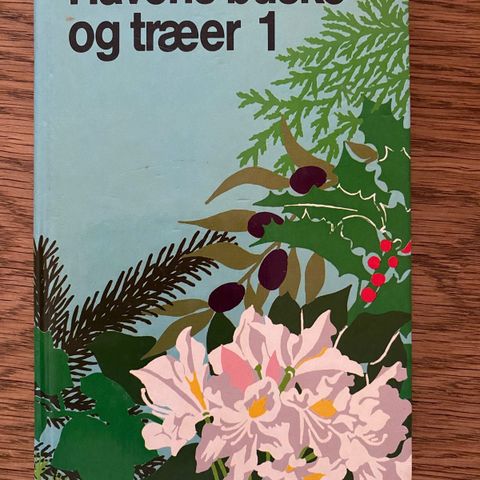 Havens buske
og træer 1